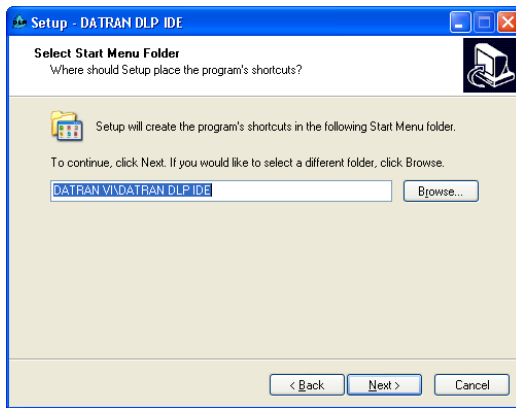 Setup - DATRAN DLP IDE
Select Start Menu Folder
Where should Setup place the program's shortcuts?
Setup will create the program's shortcuts in the following Start Menu folder.
To continue, click Next. If you would like to select a different folder, click Browse.
DATRAN VI\DATRAN DLP IDE
Browse...
< Back
Next >
Cancel